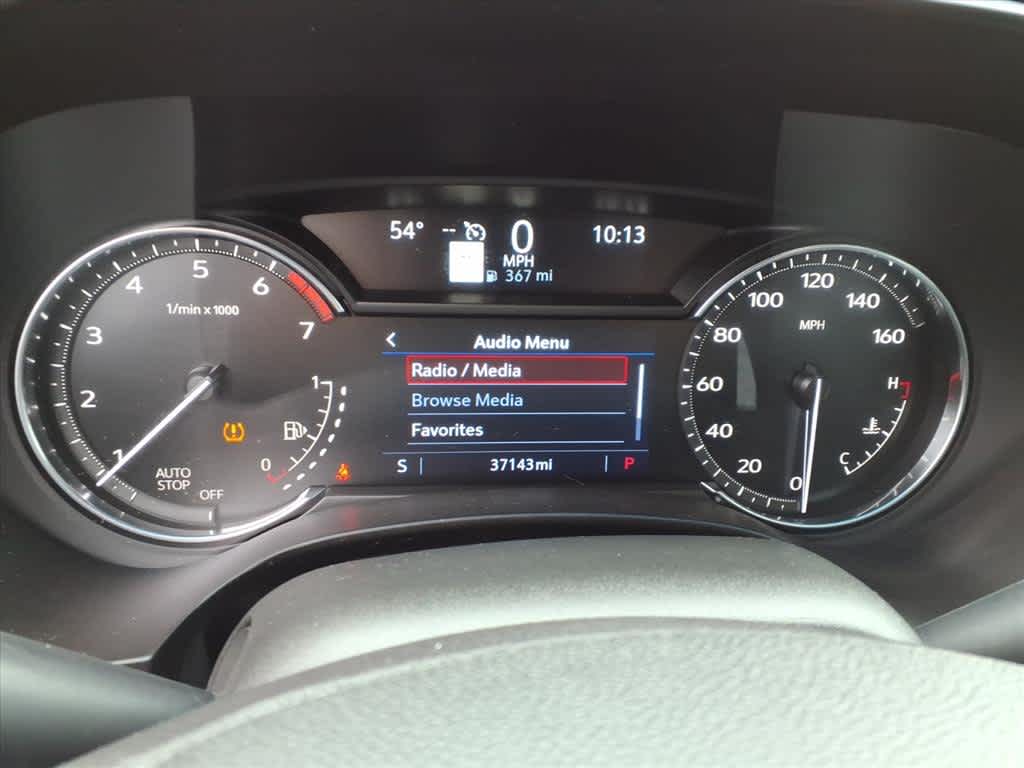 54° -- 0 10:13
MPH
367 mi
1/min x 1000
1 2 3 4 5 6 7
AUTO
STOP
OFF
1
0
< Audio Menu
Radio / Media
Browse Media
Favorites
S 37143mi P
MPH
0 20 40 60 80 100 120 140 160
H
C